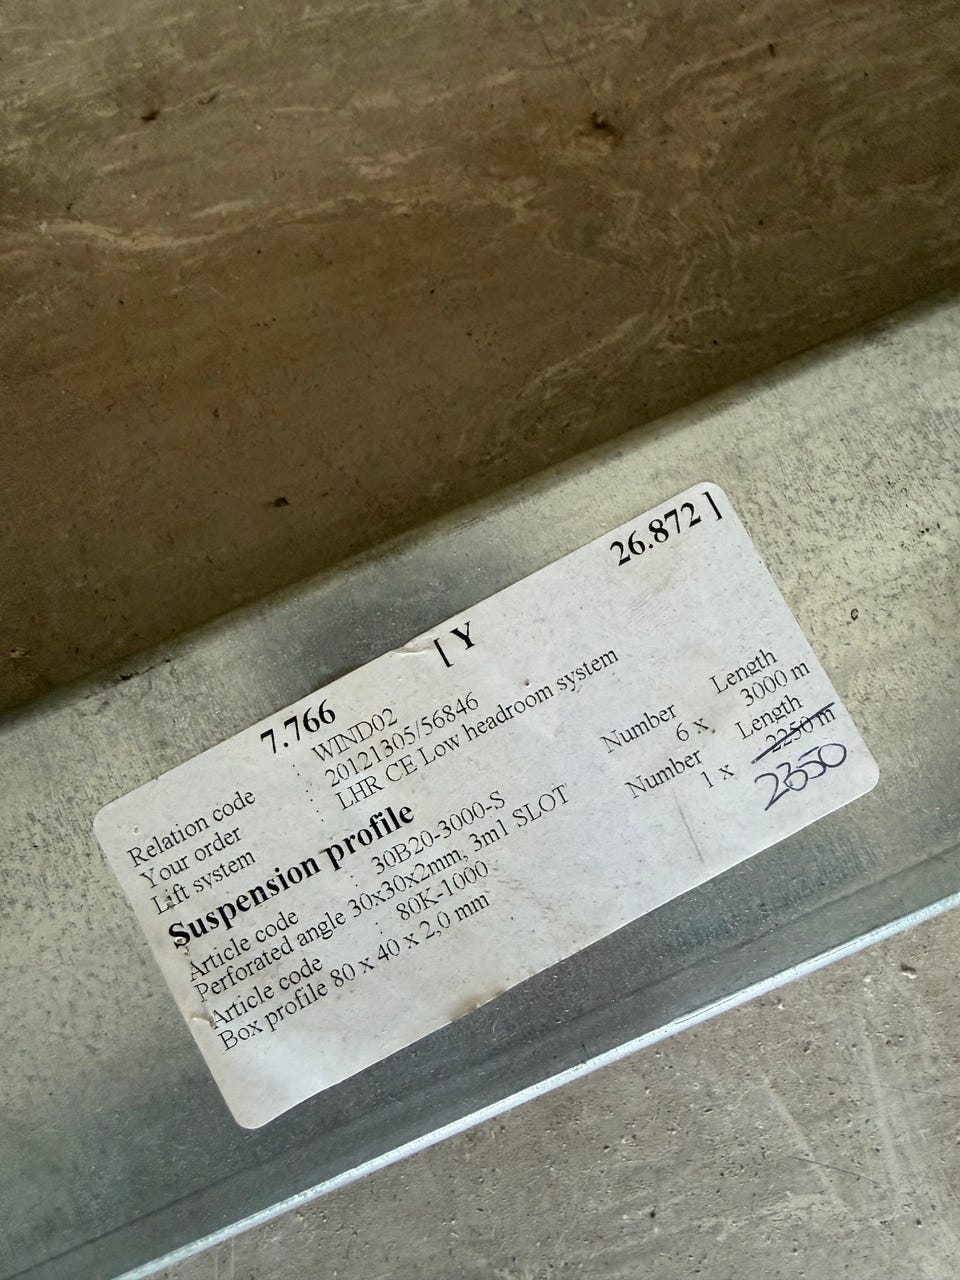 7.766 [ Y 26.872 ]
Relation code : WIND02
Your order : 20121305/56846
Lift system : LHR CE Low headroom system
Suspension profile
Article code : 30B20-3000-S Number Length
Perforated angle 30x30x2mm, 3m1 SLOT 6 x 3000 m
Article code : 80K-1000 Number Length
Box profile 80 x 40 x 2,0 mm 1 x 2250 m
2350